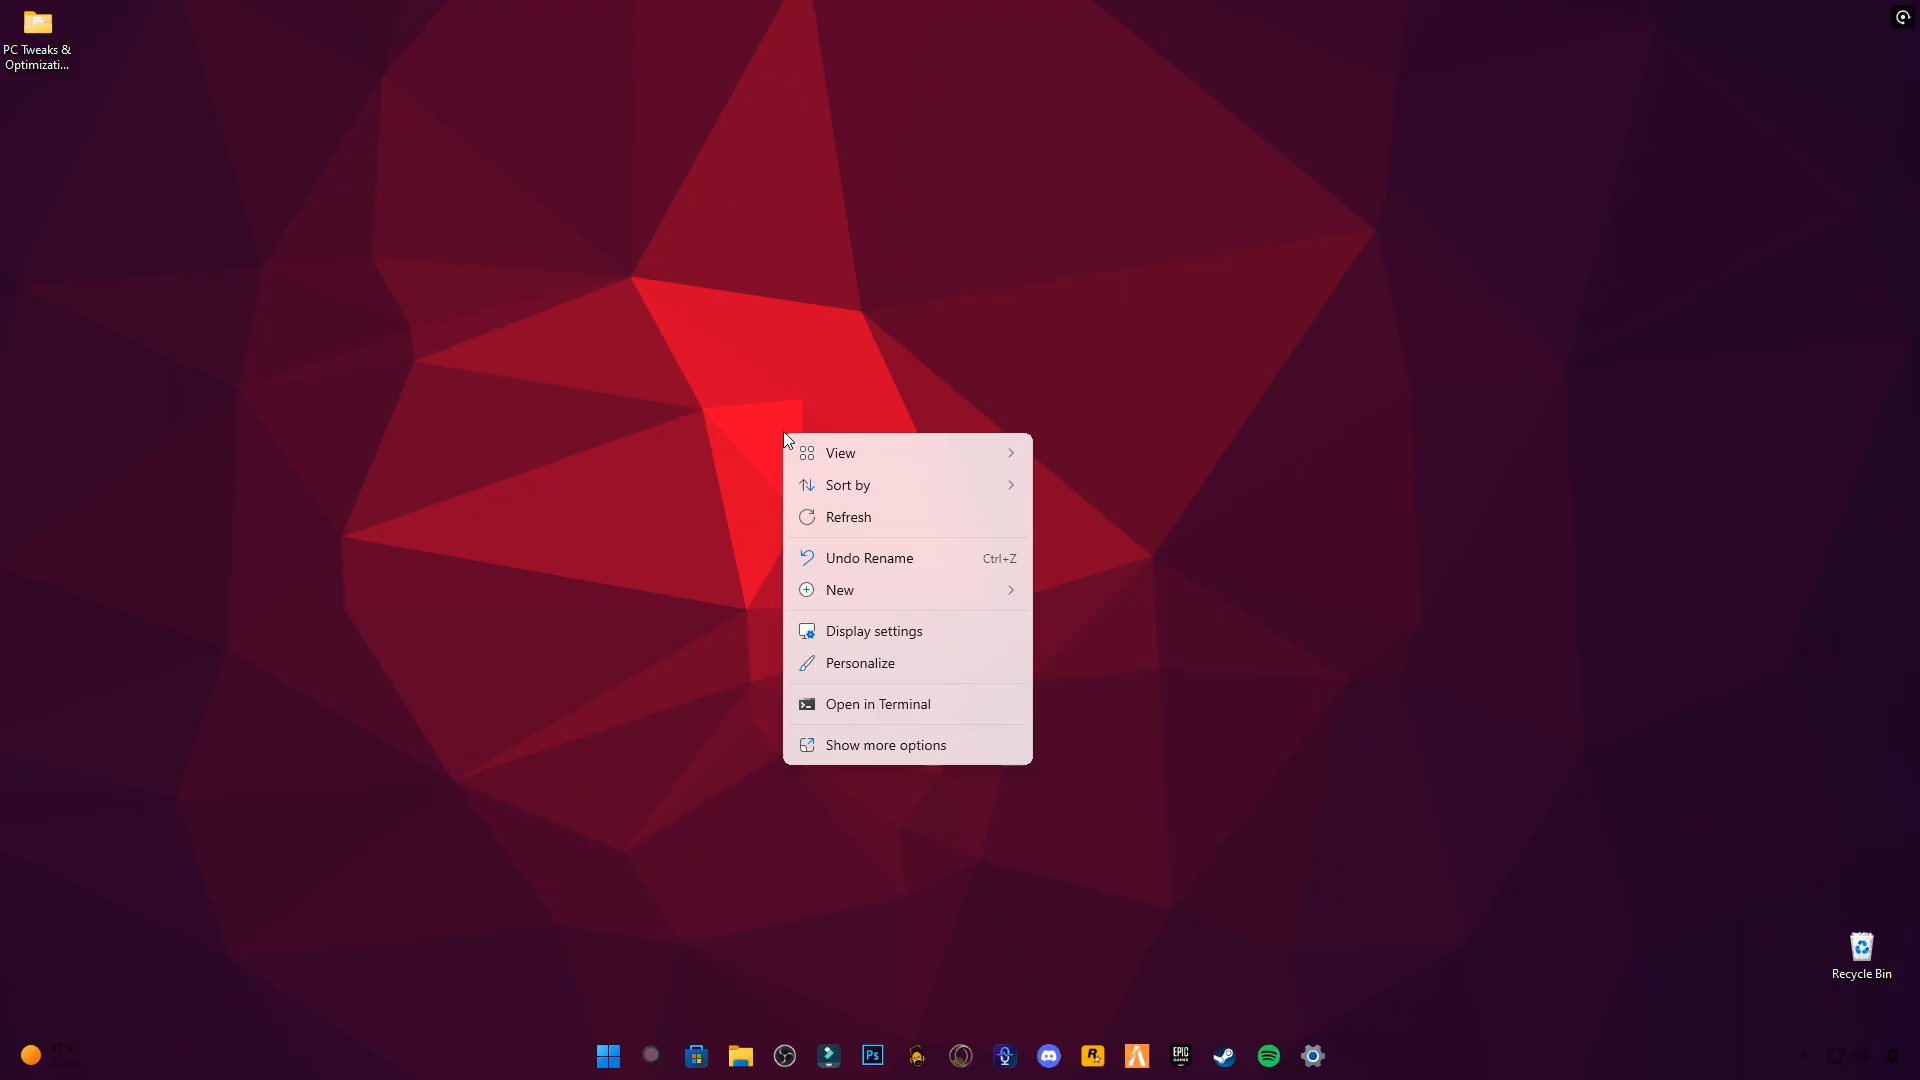 PC Tweaks &
Optimizati...
View
Sort by
Refresh
Undo Rename Ctrl+Z
New
Display settings
Personalize
Open in Terminal
Show more options
Recycle Bin
Ps
EPIC
GAMES